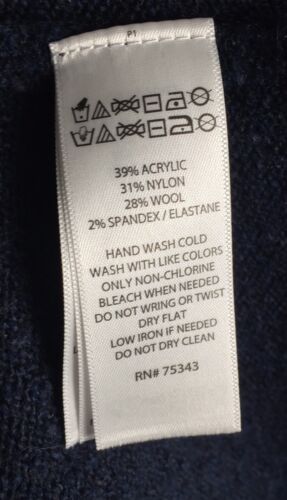 P1
39% ACRYLIC
31% NYLON
28% WOOL
2% SPANDEX / ELASTANE
HAND WASH COLD
WASH WITH LIKE COLORS
ONLY NON-CHLORINE
BLEACH WHEN NEEDED
DO NOT WRING OR TWIST
DRY FLAT
LOW IRON IF NEEDED
DO NOT DRY CLEAN
RN# 75343